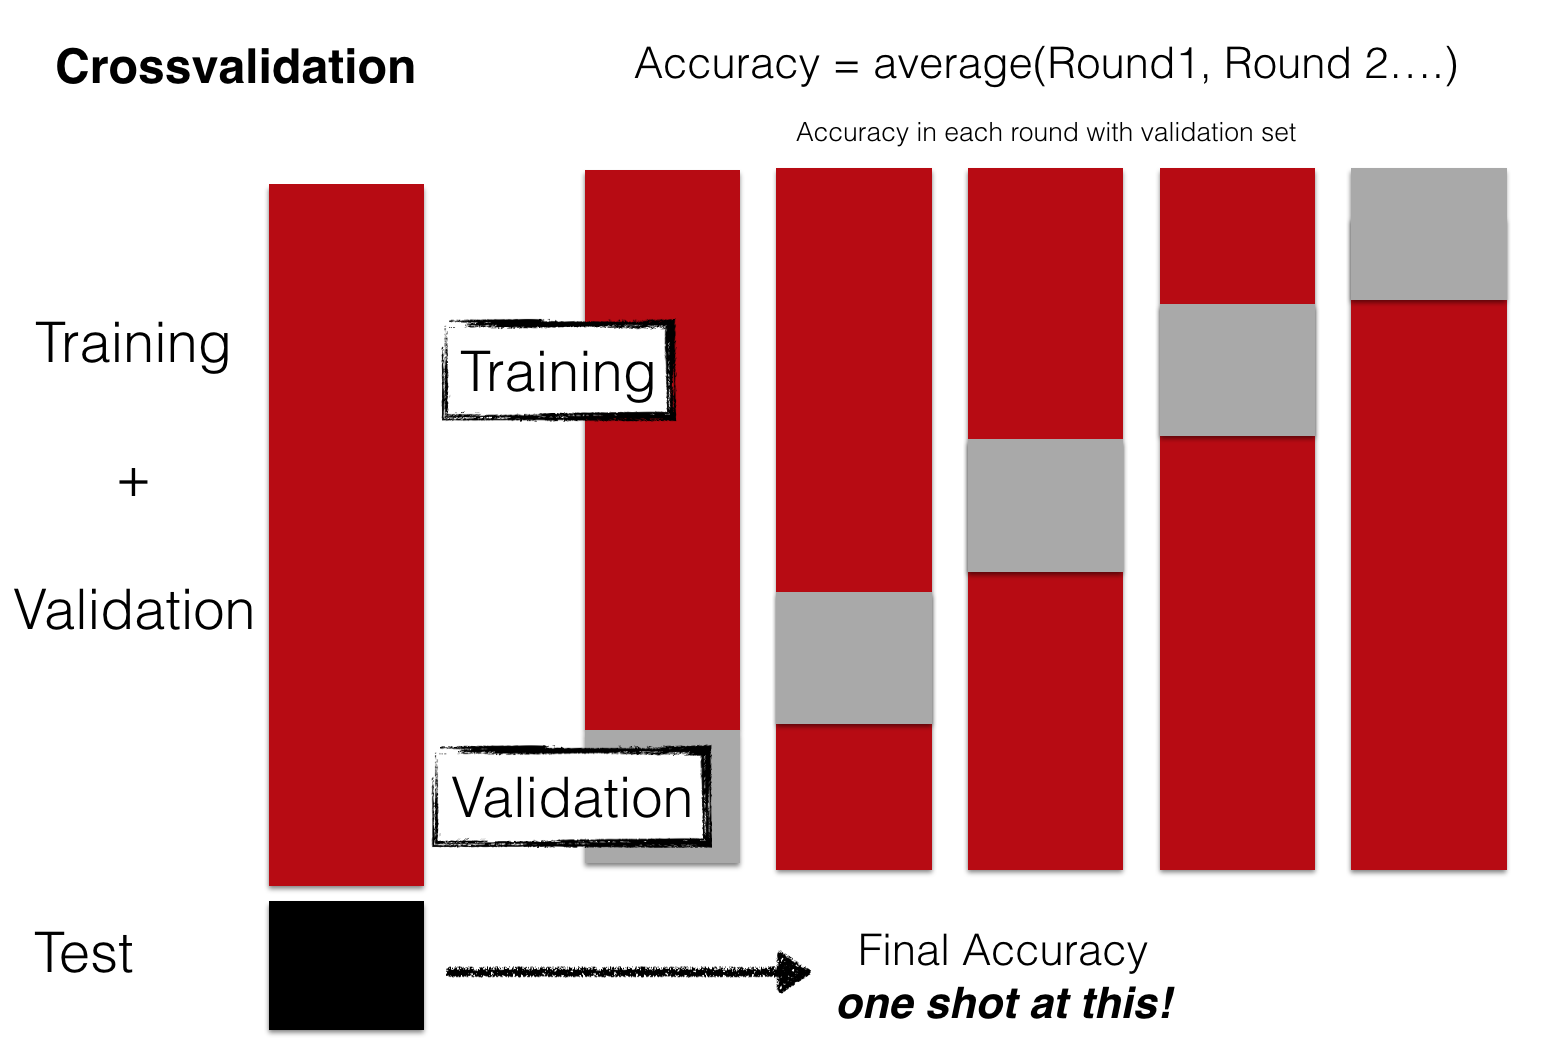 Crossvalidation
Accuracy = average(Round1, Round 2....)
Accuracy in each round with validation set
Training
+
Validation
Training
Validation
Test
Final Accuracy
one shot at this!